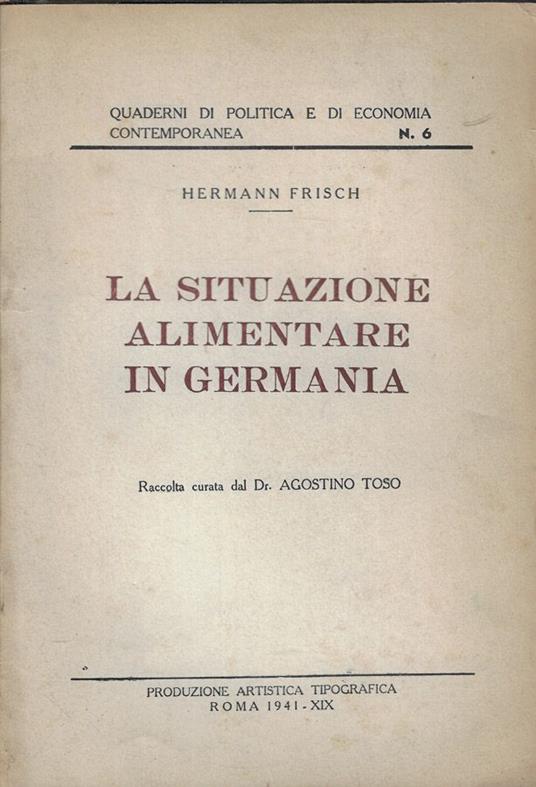 QUADERNI DI POLITICA E DI ECONOMIA
CONTEMPORANEA N. 6
HERMANN FRISCH
LA SITUAZIONE
ALIMENTARE
IN GERMANIA
Raccolta curata dal Dr. AGOSTINO TOSO
PRODUZIONE ARTISTICA TIPOGRAFICA
ROMA 1941-XIX